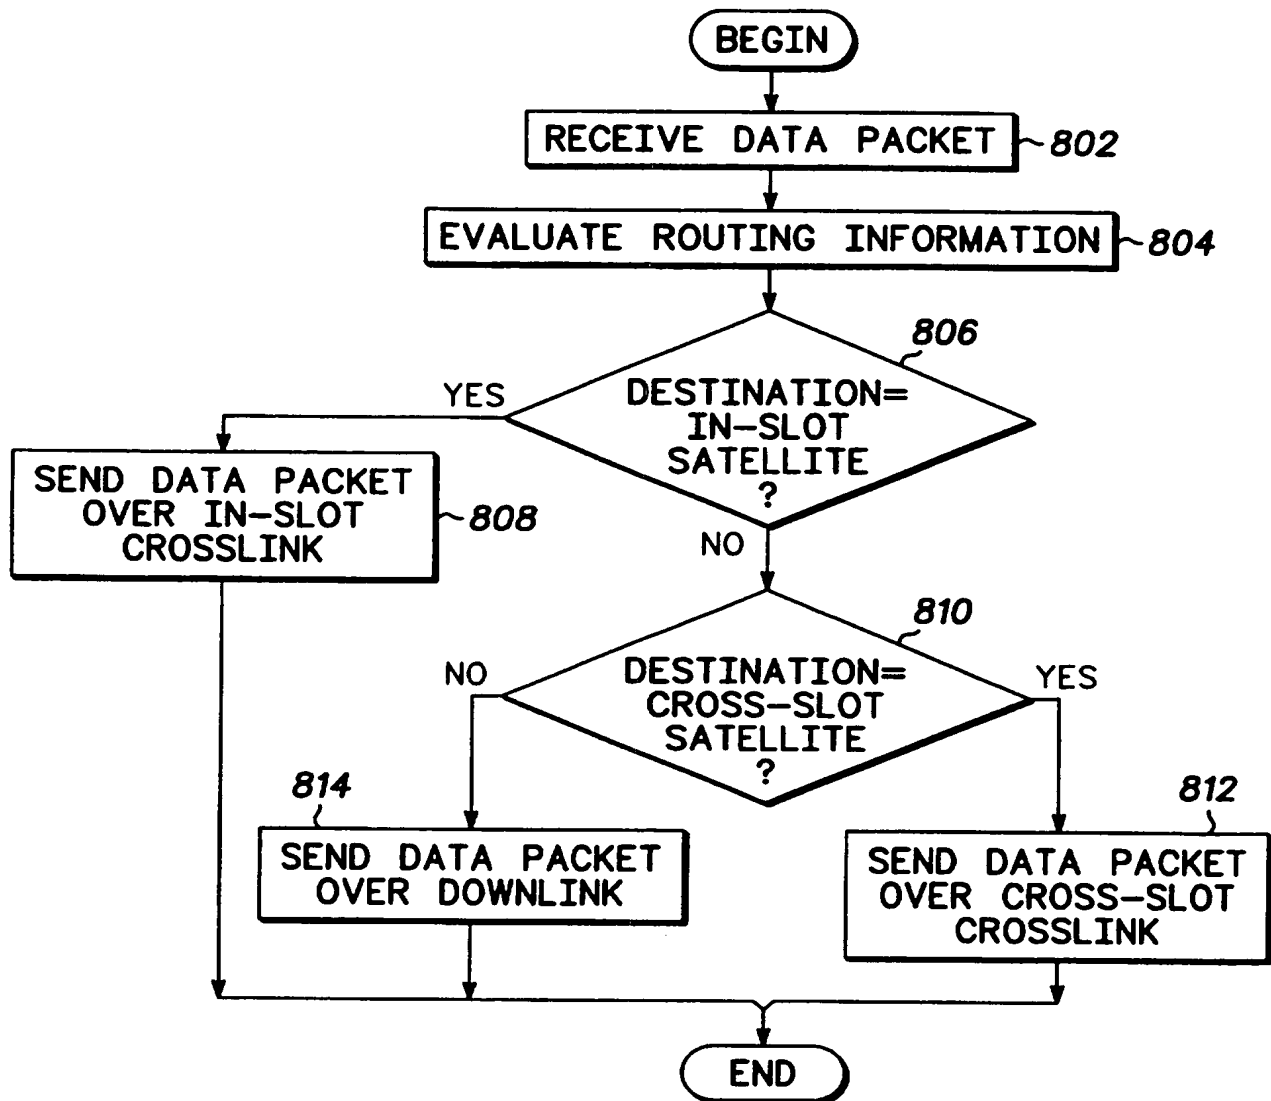 BEGIN
RECEIVE DATA PACKET
802
EVALUATE ROUTING INFORMATION
804
806
DESTINATION=
IN-SLOT
SATELLITE
?
YES
SEND DATA PACKET
OVER IN-SLOT
CROSSLINK
808
NO
810
DESTINATION=
CROSS-SLOT
SATELLITE
?
NO
YES
814
SEND DATA PACKET
OVER DOWNLINK
812
SEND DATA PACKET
OVER CROSS-SLOT
CROSSLINK
END